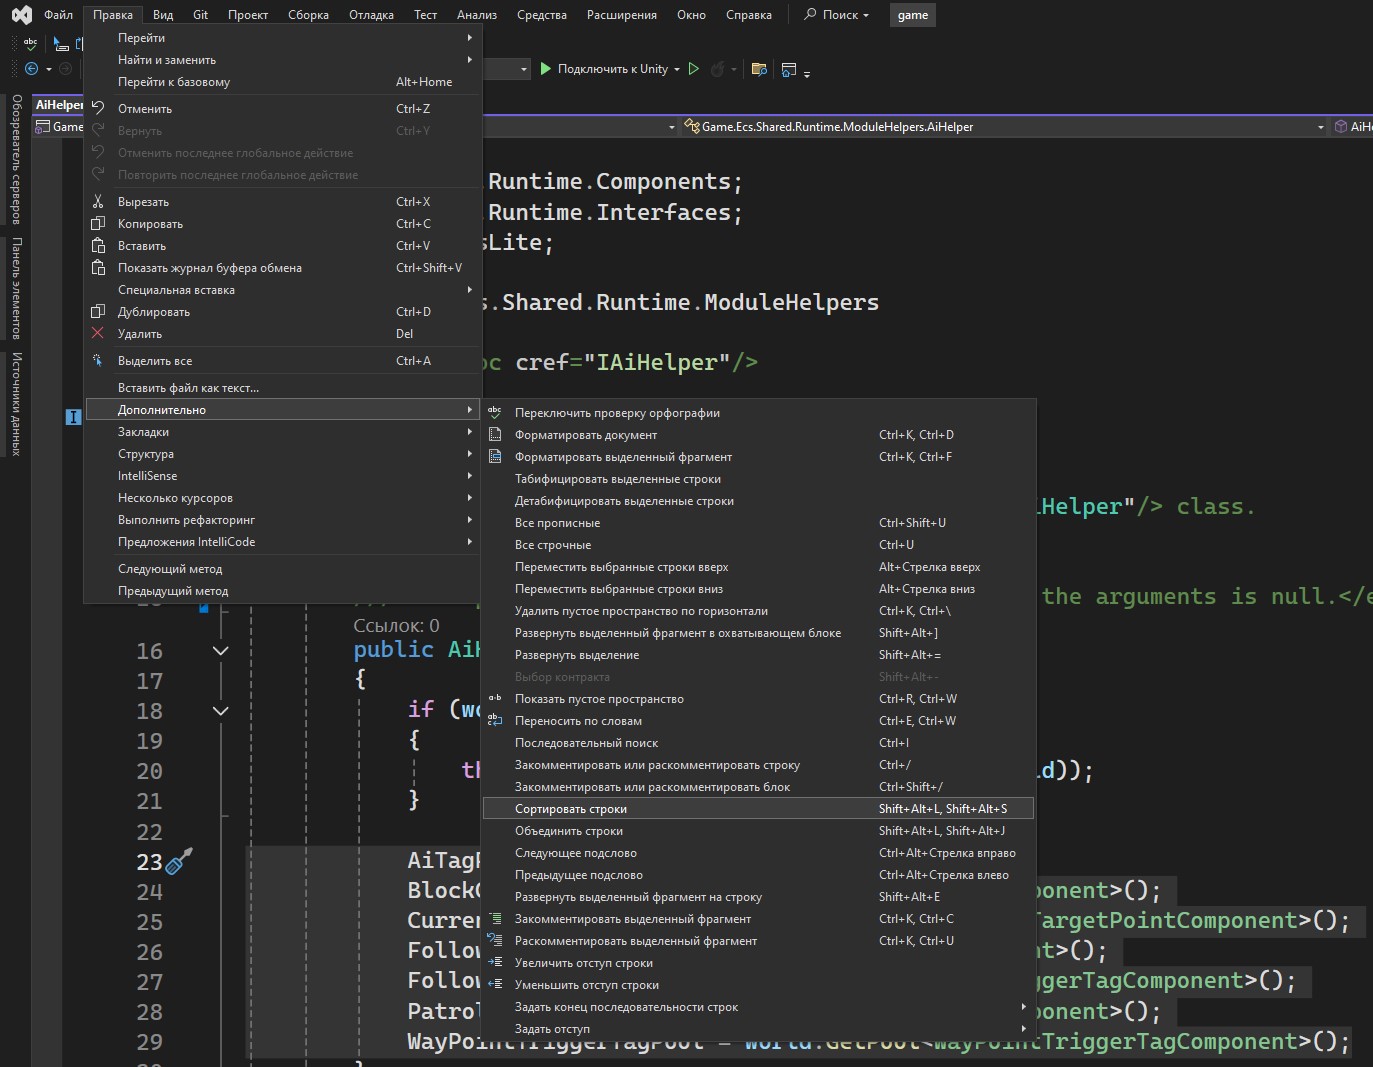 Файл Правка Вид Git Проект Сборка Отладка Тест Анализ Средства Расширения Окно Справка Поиск game
abc
Подключить к Unity
AiHelper
Game
Game.Ecs.Shared.Runtime.ModuleHelpers.AiHelper
Обозреватель серверов
Панель элементов
Источники данных
Перейти
Найти и заменить
Перейти к базовому Alt+Home
Отменить Ctrl+Z
Вернуть Ctrl+Y
Отменить последнее глобальное действие
Повторить последнее глобальное действие
Вырезать Ctrl+X
Копировать Ctrl+C
Вставить Ctrl+V
Показать журнал буфера обмена Ctrl+Shift+V
Специальная вставка
Дублировать Ctrl+D
Удалить Del
Выделить все Ctrl+A
Вставить файл как текст...
Дополнительно
Закладки
Структура
IntelliSense
Несколько курсоров
Выполнить рефакторинг
Предложения IntelliCode
Следующий метод
Предыдущий метод
abc Переключить проверку орфографии
Форматировать документ Ctrl+K, Ctrl+D
Форматировать выделенный фрагмент Ctrl+K, Ctrl+F
Табифицировать выделенные строки
Детабифицировать выделенные строки
Все прописные Ctrl+Shift+U
Все строчные Ctrl+U
Переместить выбранные строки вверх Alt+Стрелка вверх
Переместить выбранные строки вниз Alt+Стрелка вниз
Удалить пустое пространство по горизонтали Ctrl+K, Ctrl+\
Развернуть выделенный фрагмент в охватывающем блоке Shift+Alt+]
Развернуть выделение Shift+Alt+=
Выбор контракта Shift+Alt+-
Показать пустое пространство Ctrl+R, Ctrl+W
Переносить по словам Ctrl+E, Ctrl+W
Последовательный поиск Ctrl+I
Закомментировать или раскомментировать строку Ctrl+/
Закомментировать или раскомментировать блок Ctrl+Shift+/
Сортировать строки Shift+Alt+L, Shift+Alt+S
Объединить строки Shift+Alt+L, Shift+Alt+J
Следующее подслово Ctrl+Alt+Стрелка вправо
Предыдущее подслово Ctrl+Alt+Стрелка влево
Развернуть выделенный фрагмент на строку Shift+Alt+E
Закомментировать выделенный фрагмент Ctrl+K, Ctrl+C
Раскомментировать выделенный фрагмент Ctrl+K, Ctrl+U
Увеличить отступ строки
Уменьшить отступ строки
Задать конец последовательности строк
Задать отступ
.Runtime.Components;
.Runtime.Interfaces;
sLite;
s.Shared.Runtime.ModuleHelpers
oc cref="IAiHelper"/>
iHelper"/> class.
the arguments is null.</e
Ссылок: 0
16 public AiH
17 {
18 if (wo
19 {
20 th ld));
21 }
22
23 AiTagP
24 BlockC onent>();
25 Curren TargetPointComponent>();
26 Follow nt>();
27 Follow ggerTagComponent>();
28 Patrol onent>();
29 WayPointTriggerTagPool = World.GetPool<WayPointTriggerTagComponent>();